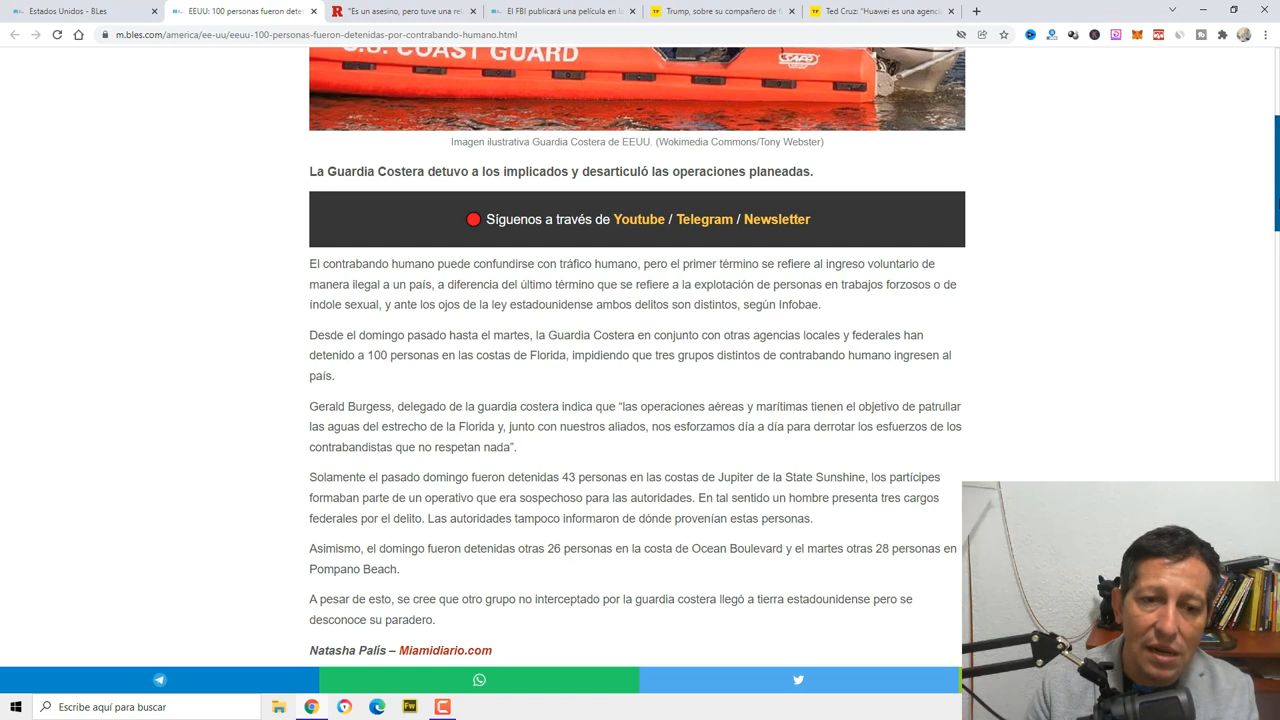 Estados Unidos - BLes
EEUU: 100 personas fueron deten
"Es un asesino, pero tuve una rel
El FBI publicará una película en l
Trump, sobre su compañero de f
Ted Cruz: "Huawei es una agenci
m.bles.com/america/ee-uu/eeuu-100-personas-fueron-detenidas-por-contrabando-humano.html
U.S. COAST GUARD
SAFE
Imagen ilustrativa Guardia Costera de EEUU. (Wokimedia Commons/Tony Webster)
La Guardia Costera detuvo a los implicados y desarticuló las operaciones planeadas.
Síguenos a través de Youtube / Telegram / Newsletter
El contrabando humano puede confundirse con tráfico humano, pero el primer término se refiere al ingreso voluntario de
manera ilegal a un país, a diferencia del último término que se refiere a la explotación de personas en trabajos forzosos o de
índole sexual, y ante los ojos de la ley estadounidense ambos delitos son distintos, según Infobae.
Desde el domingo pasado hasta el martes, la Guardia Costera en conjunto con otras agencias locales y federales han
detenido a 100 personas en las costas de Florida, impidiendo que tres grupos distintos de contrabando humano ingresen al
país.
Gerald Burgess, delegado de la guardia costera indica que “las operaciones aéreas y marítimas tienen el objetivo de patrullar
las aguas del estrecho de la Florida y, junto con nuestros aliados, nos esforzamos día a día para derrotar los esfuerzos de los
contrabandistas que no respetan nada”.
Solamente el pasado domingo fueron detenidas 43 personas en las costas de Jupiter de la State Sunshine, los partícipes
formaban parte de un operativo que era sospechoso para las autoridades. En tal sentido un hombre presenta tres cargos
federales por el delito. Las autoridades tampoco informaron de dónde provenían estas personas.
Asimismo, el domingo fueron detenidas otras 26 personas en la costa de Ocean Boulevard y el martes otras 28 personas en
Pompano Beach.
A pesar de esto, se cree que otro grupo no interceptado por la guardia costera llegó a tierra estadounidense pero se
desconoce su paradero.
Natasha Palís – Miamidiario.com
Escribe aquí para buscar
Fw